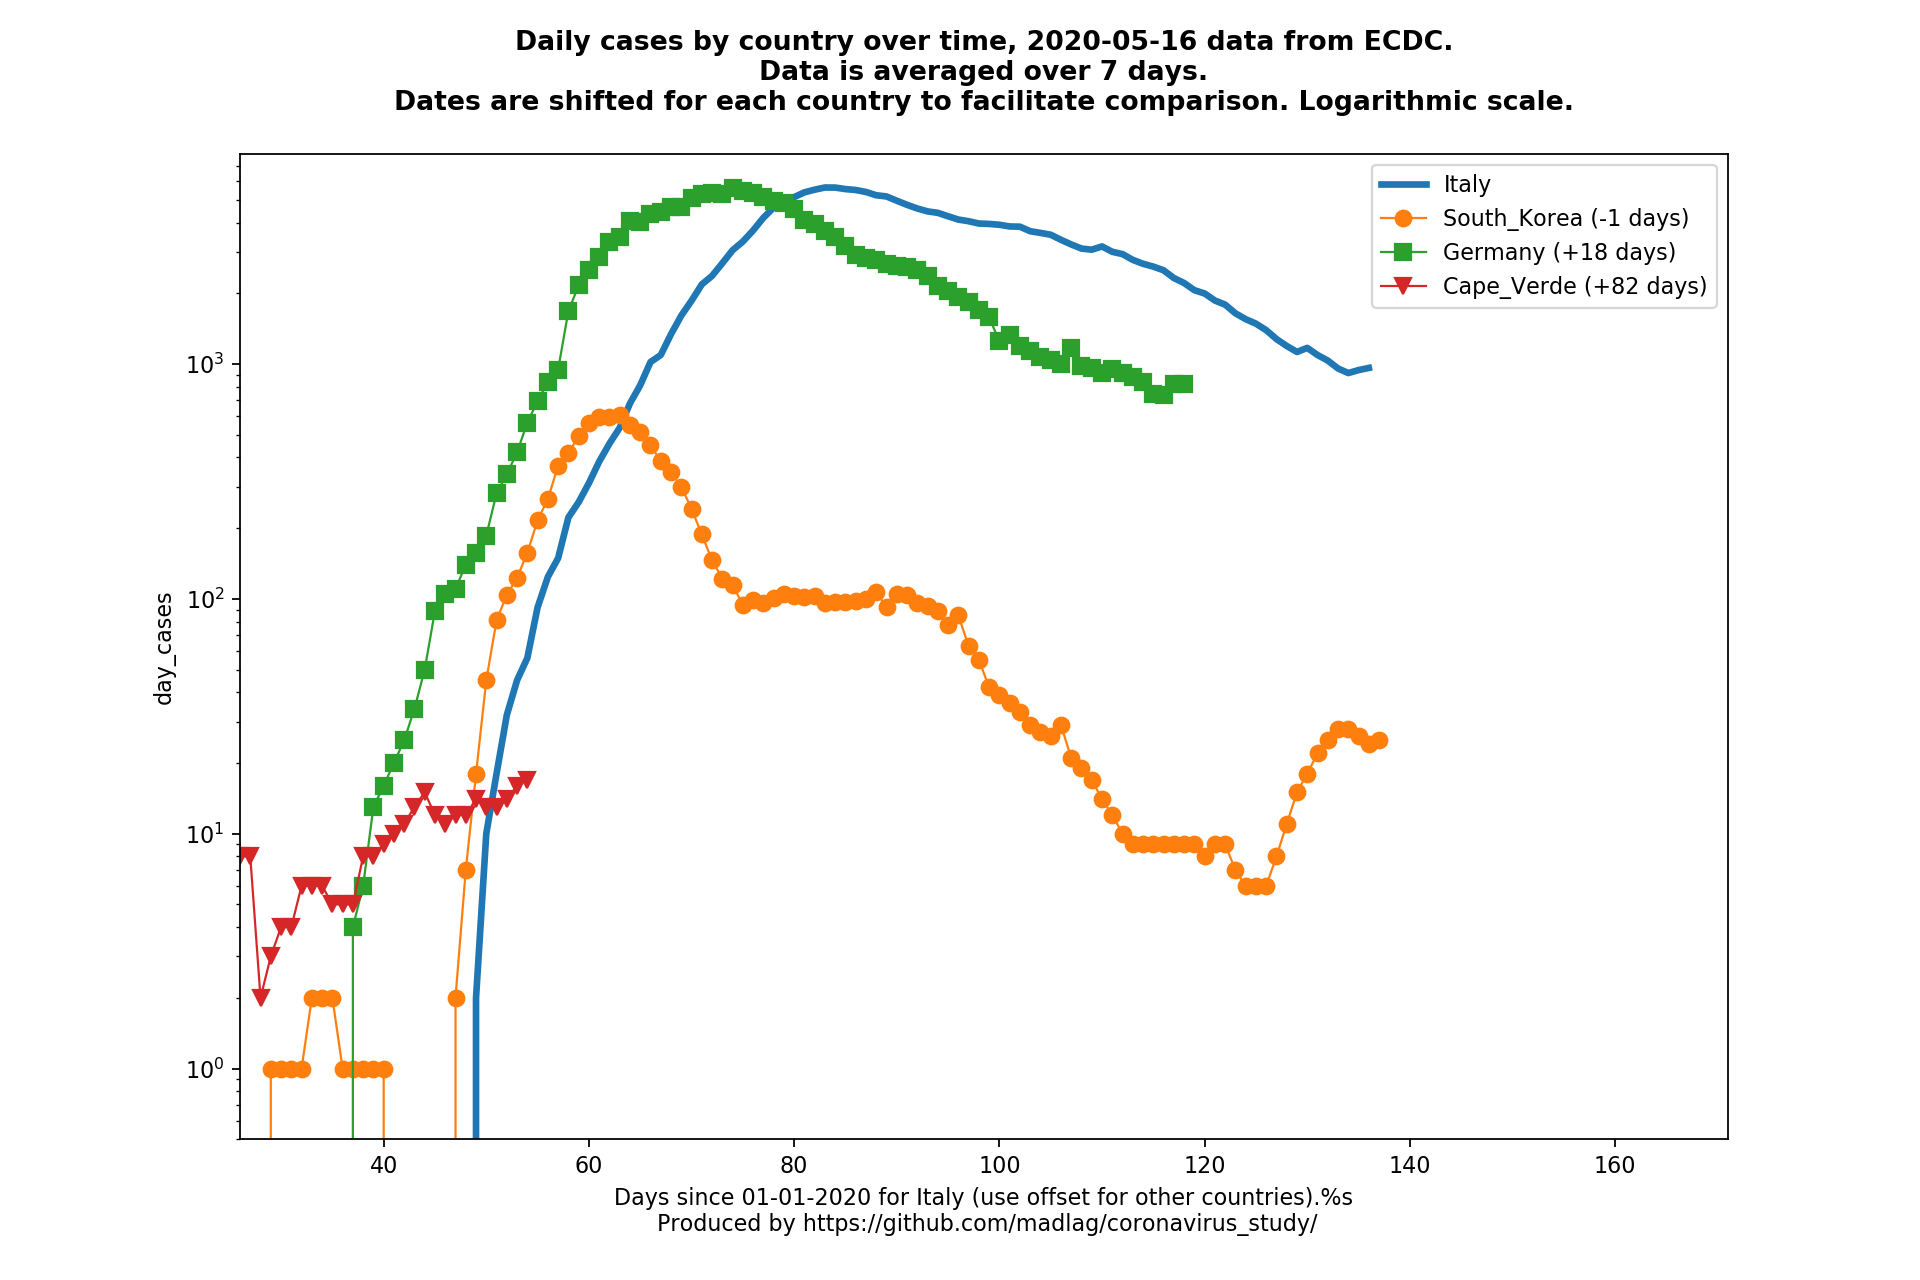 Daily cases by country over time, 2020-05-16 data from ECDC.
Data is averaged over 7 days.
Dates are shifted for each country to facilitate comparison. Logarithmic scale.
Italy
South_Korea (-1 days)
Germany (+18 days)
Cape_Verde (+82 days)
day_cases
10³
10²
10¹
10⁰
40 60 80 100 120 140 160
Days since 01-01-2020 for Italy (use offset for other countries).%s
Produced by https://github.com/madlag/coronavirus_study/